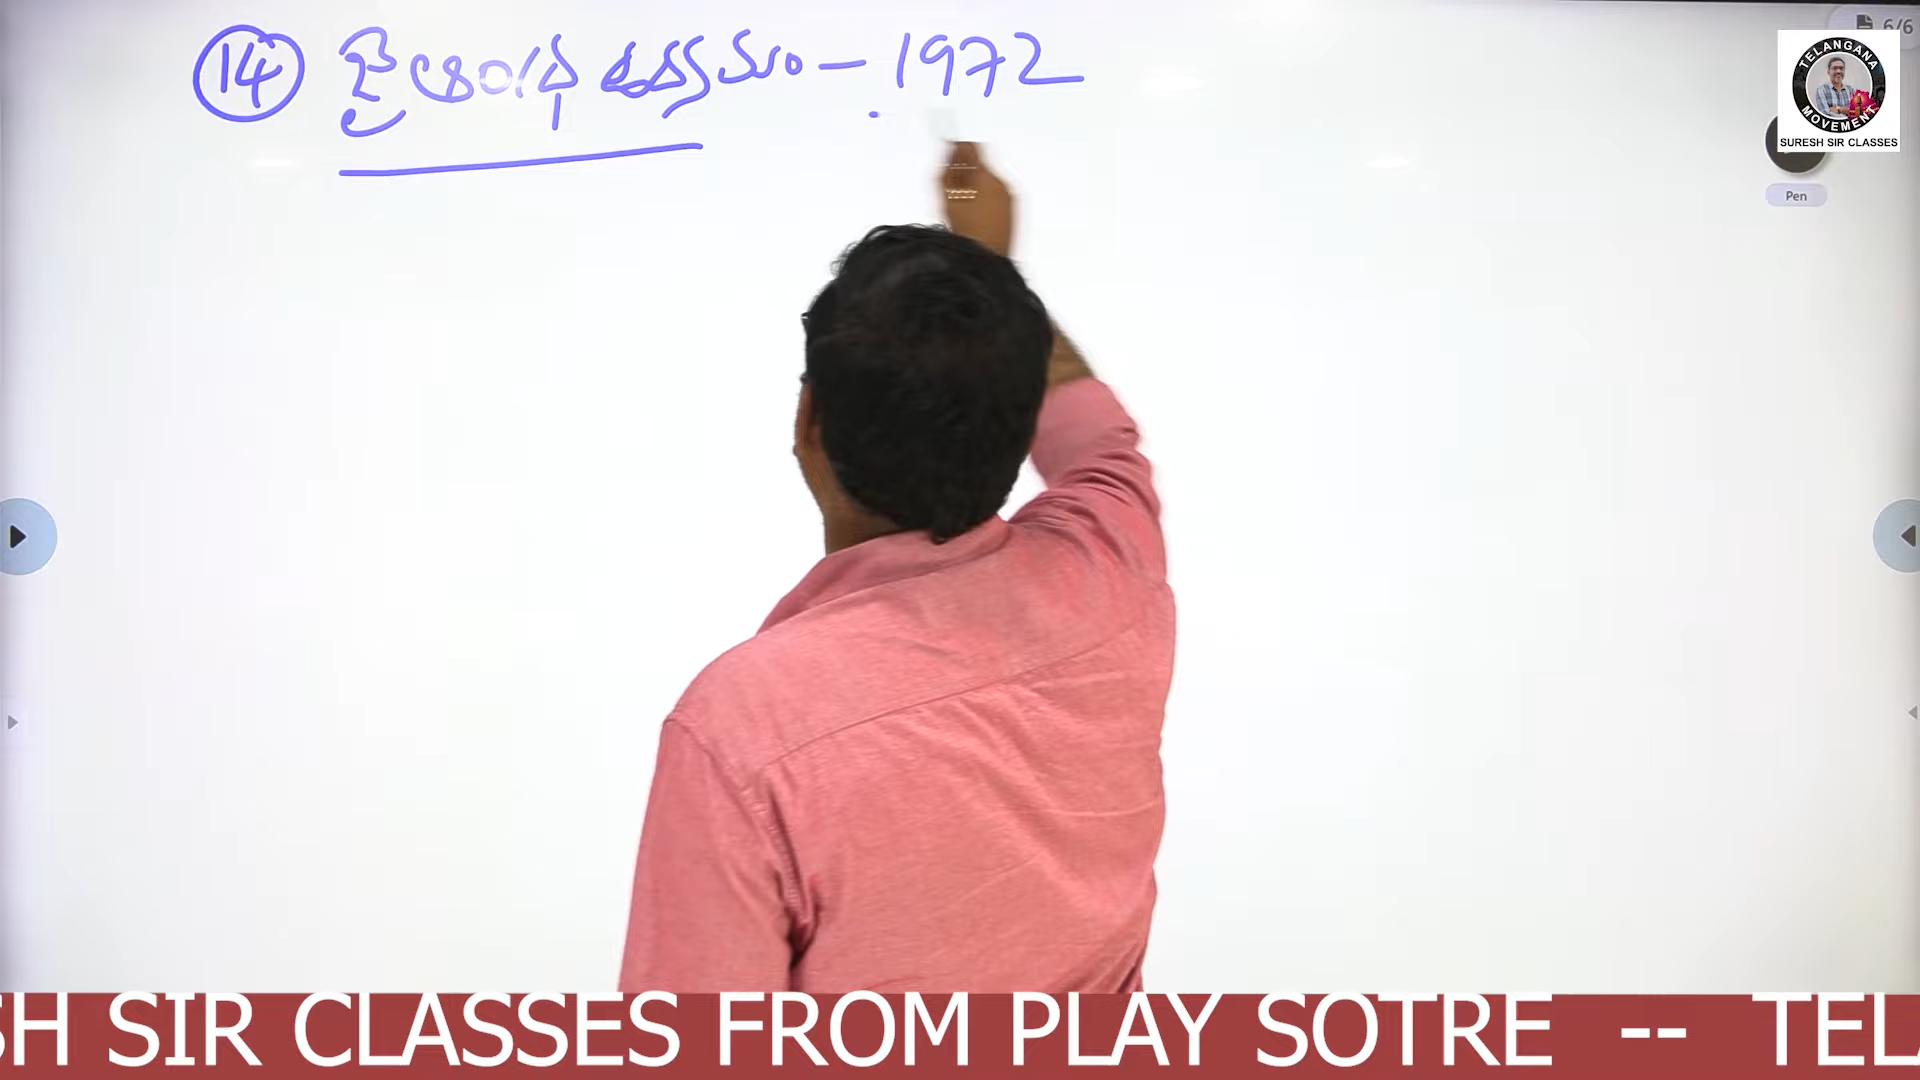 14 జై ఆంధ్ర ఉద్యమం - 1972
6/6
TELANGANA
MOVEMENT
SURESH SIR CLASSES
Pen
SH SIR CLASSES FROM PLAY SOTRE -- TEL